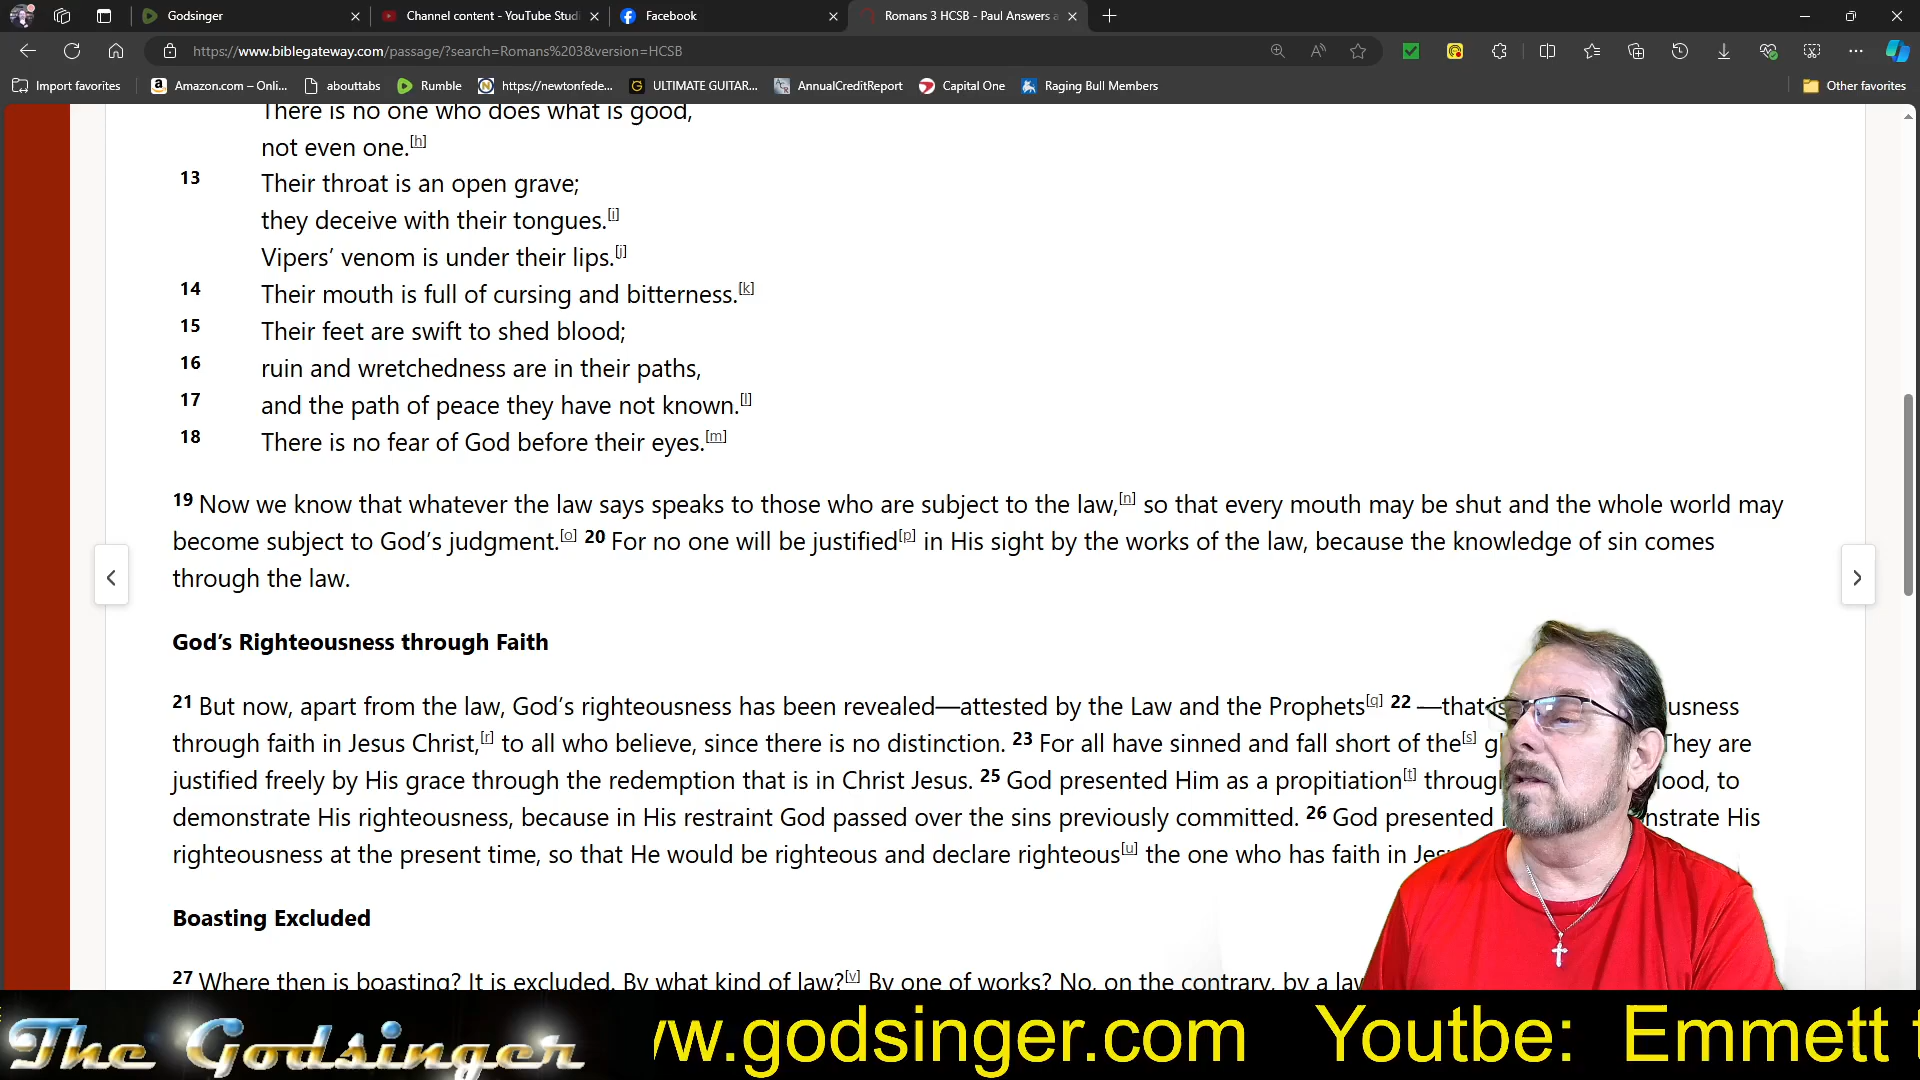 Godsinger
Channel content - YouTube Studi
Facebook
Romans 3 HCSB - Paul Answers a
https://www.biblegateway.com/passage/?search=Romans%203&version=HCSB
Import favorites
Amazon.com – Onli...
abouttabs
Rumble
https://newtonfede...
ULTIMATE GUITAR...
AnnualCreditReport
Capital One
Raging Bull Members
Other favorites
There is no one who does what is good,
not even one.[h]
13 Their throat is an open grave;
they deceive with their tongues.[i]
Vipers’ venom is under their lips.[j]
14 Their mouth is full of cursing and bitterness.[k]
15 Their feet are swift to shed blood;
16 ruin and wretchedness are in their paths,
17 and the path of peace they have not known.[l]
18 There is no fear of God before their eyes.[m]
19 Now we know that whatever the law says speaks to those who are subject to the law,[n] so that every mouth may be shut and the whole world may
become subject to God’s judgment.[o] 20 For no one will be justified[p] in His sight by the works of the law, because the knowledge of sin comes
through the law.
God’s Righteousness through Faith
21 But now, apart from the law, God’s righteousness has been revealed—attested by the Law and the Prophets[q] 22 —that is
through faith in Jesus Christ,[r] to all who believe, since there is no distinction. 23 For all have sinned and fall short of the[s] They are
justified freely by His grace through the redemption that is in Christ Jesus. 25 God presented Him as a propitiation[t] to
demonstrate His righteousness, because in His restraint God passed over the sins previously committed. 26 God presented His
righteousness at the present time, so that He would be righteous and declare righteous[u] the one who has faith in
Boasting Excluded
27 Where then is boasting? It is excluded. By what kind of law?[v] By one of works? No, on the contrary, by a
The Godsinger
w.godsinger.com Youtbe: Emmett